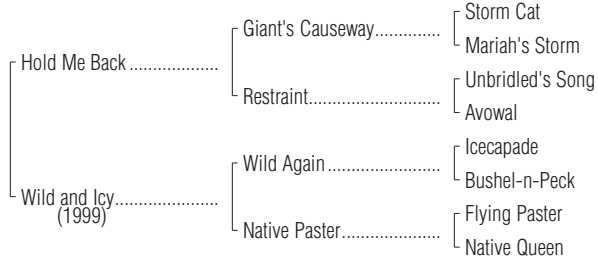 Storm Cat
Giant's Causeway..............
Mariah's Storm
Hold Me Back ...................
Unbridled's Song
Restraint............................
Avowal
Icecapade
Wild Again ........................
Bushel-n-Peck
Wild and Icy......................
(1999)
Flying Paster
Native Paster.....................
Native Queen